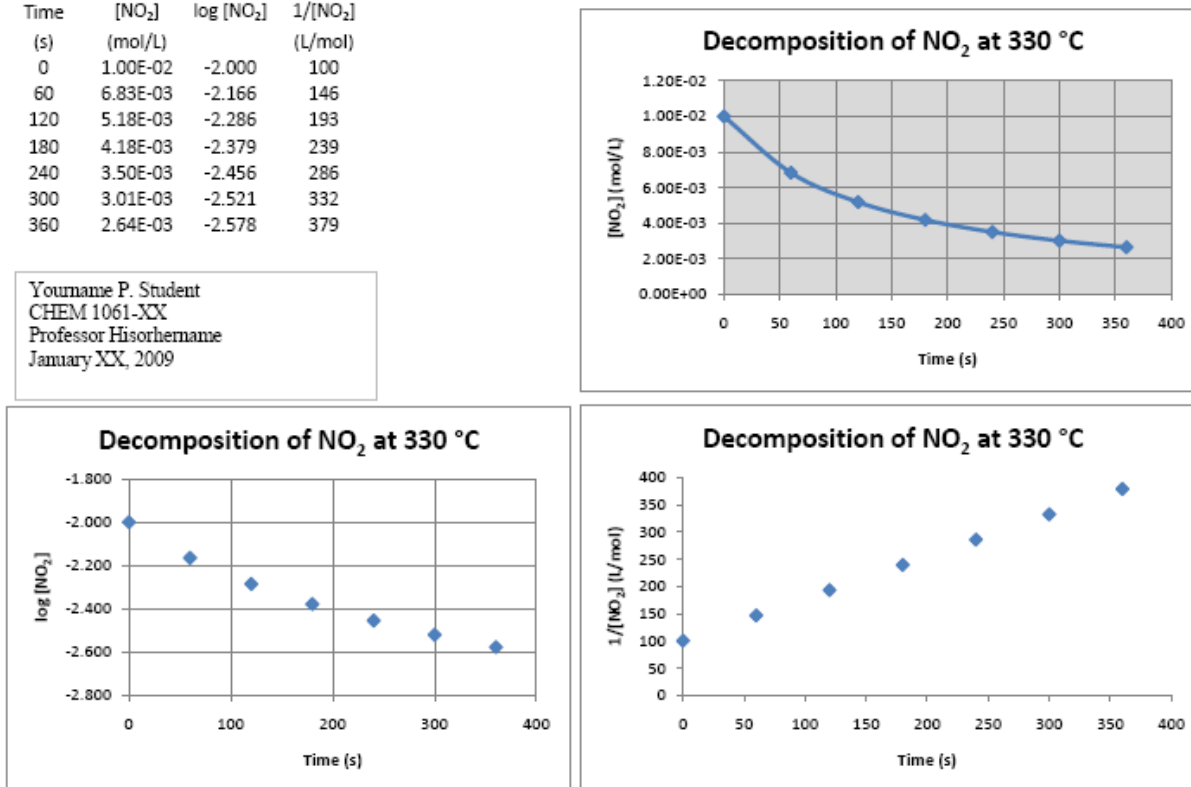 Time [NO₂] log [NO₂] 1/[NO₂]
(s) (mol/L) (L/mol)
0 1.00E-02 -2.000 100
60 6.83E-03 -2.166 146
120 5.18E-03 -2.286 193
180 4.18E-03 -2.379 239
240 3.50E-03 -2.456 286
300 3.01E-03 -2.521 332
360 2.64E-03 -2.578 379
Yourname P. Student
CHEM 1061-XX
Professor Hisorhername
January XX, 2009
Decomposition of NO₂ at 330 °C
[NO₂] (mol/L)
1.20E-02
1.00E-02
8.00E-03
6.00E-03
4.00E-03
2.00E-03
0.00E+00
0 50 100 150 200 250 300 350 400
Time (s)
Decomposition of NO₂ at 330 °C
log [NO₂]
-1.800
-2.000
-2.200
-2.400
-2.600
-2.800
0 100 200 300 400
Time (s)
Decomposition of NO₂ at 330 °C
1/[NO₂] (L/mol)
400
350
300
250
200
150
100
50
0
0 50 100 150 200 250 300 350 400
Time (s)